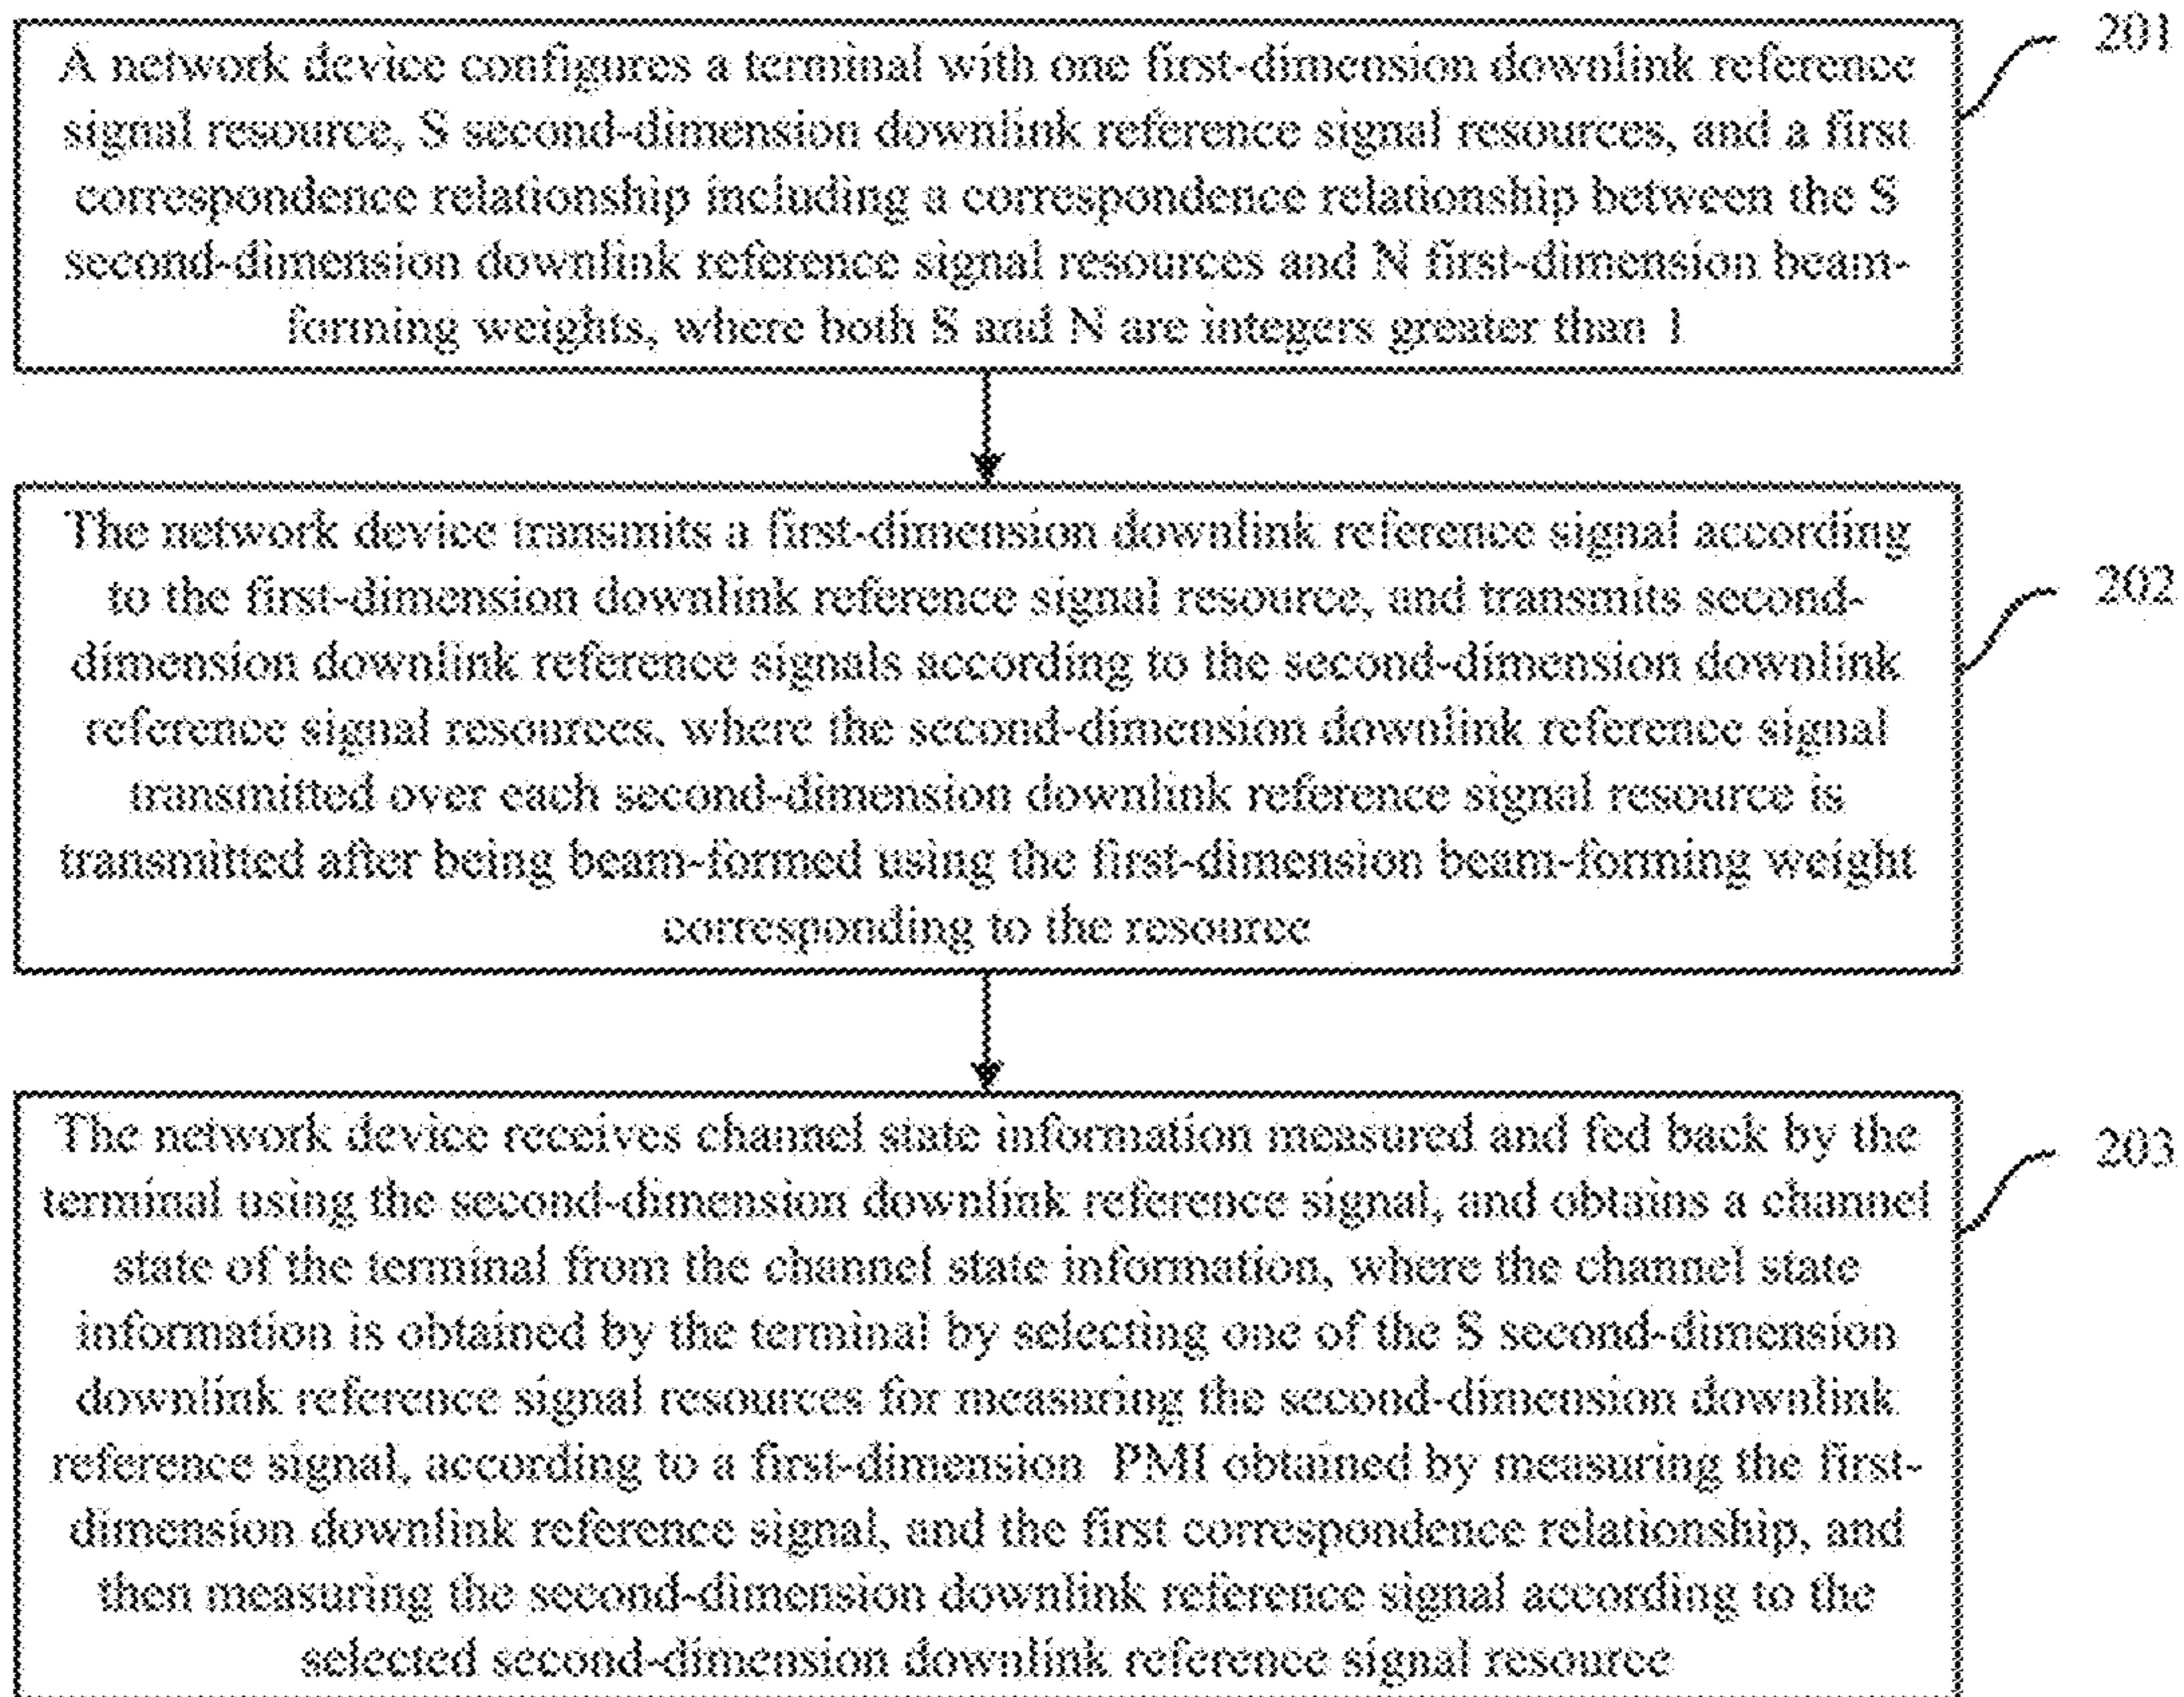 A network device configures a terminal with one first-dimension downlink reference
signal resource, S second-dimension downlink reference signal resources, and a first
correspondence relationship including a correspondence relationship between the S
second-dimension downlink reference signal resources and N first-dimension beam-
forming weights, where both S and N are integers greater than 1
201
The network device transmits a first-dimension downlink reference signal according
to the first-dimension downlink reference signal resource, and transmits second-
dimension downlink reference signals according to the second-dimension downlink
reference signal resources, where the second-dimension downlink reference signal
transmitted over each second-dimension downlink reference signal resource is
transmitted after being beam-formed using the first-dimension beam-forming weight
corresponding to the resource
202
The network device receives channel state information measured and fed back by the
terminal using the second-dimension downlink reference signal, and obtains a channel
state of the terminal from the channel state information, where the channel state
information is obtained by the terminal by selecting one of the S second-dimension
downlink reference signal resources for measuring the second-dimension downlink
reference signal, according to a first-dimension PMI obtained by measuring the first-
dimension downlink reference signal, and the first correspondence relationship, and
then measuring the second-dimension downlink reference signal according to the
selected second-dimension downlink reference signal resource
203